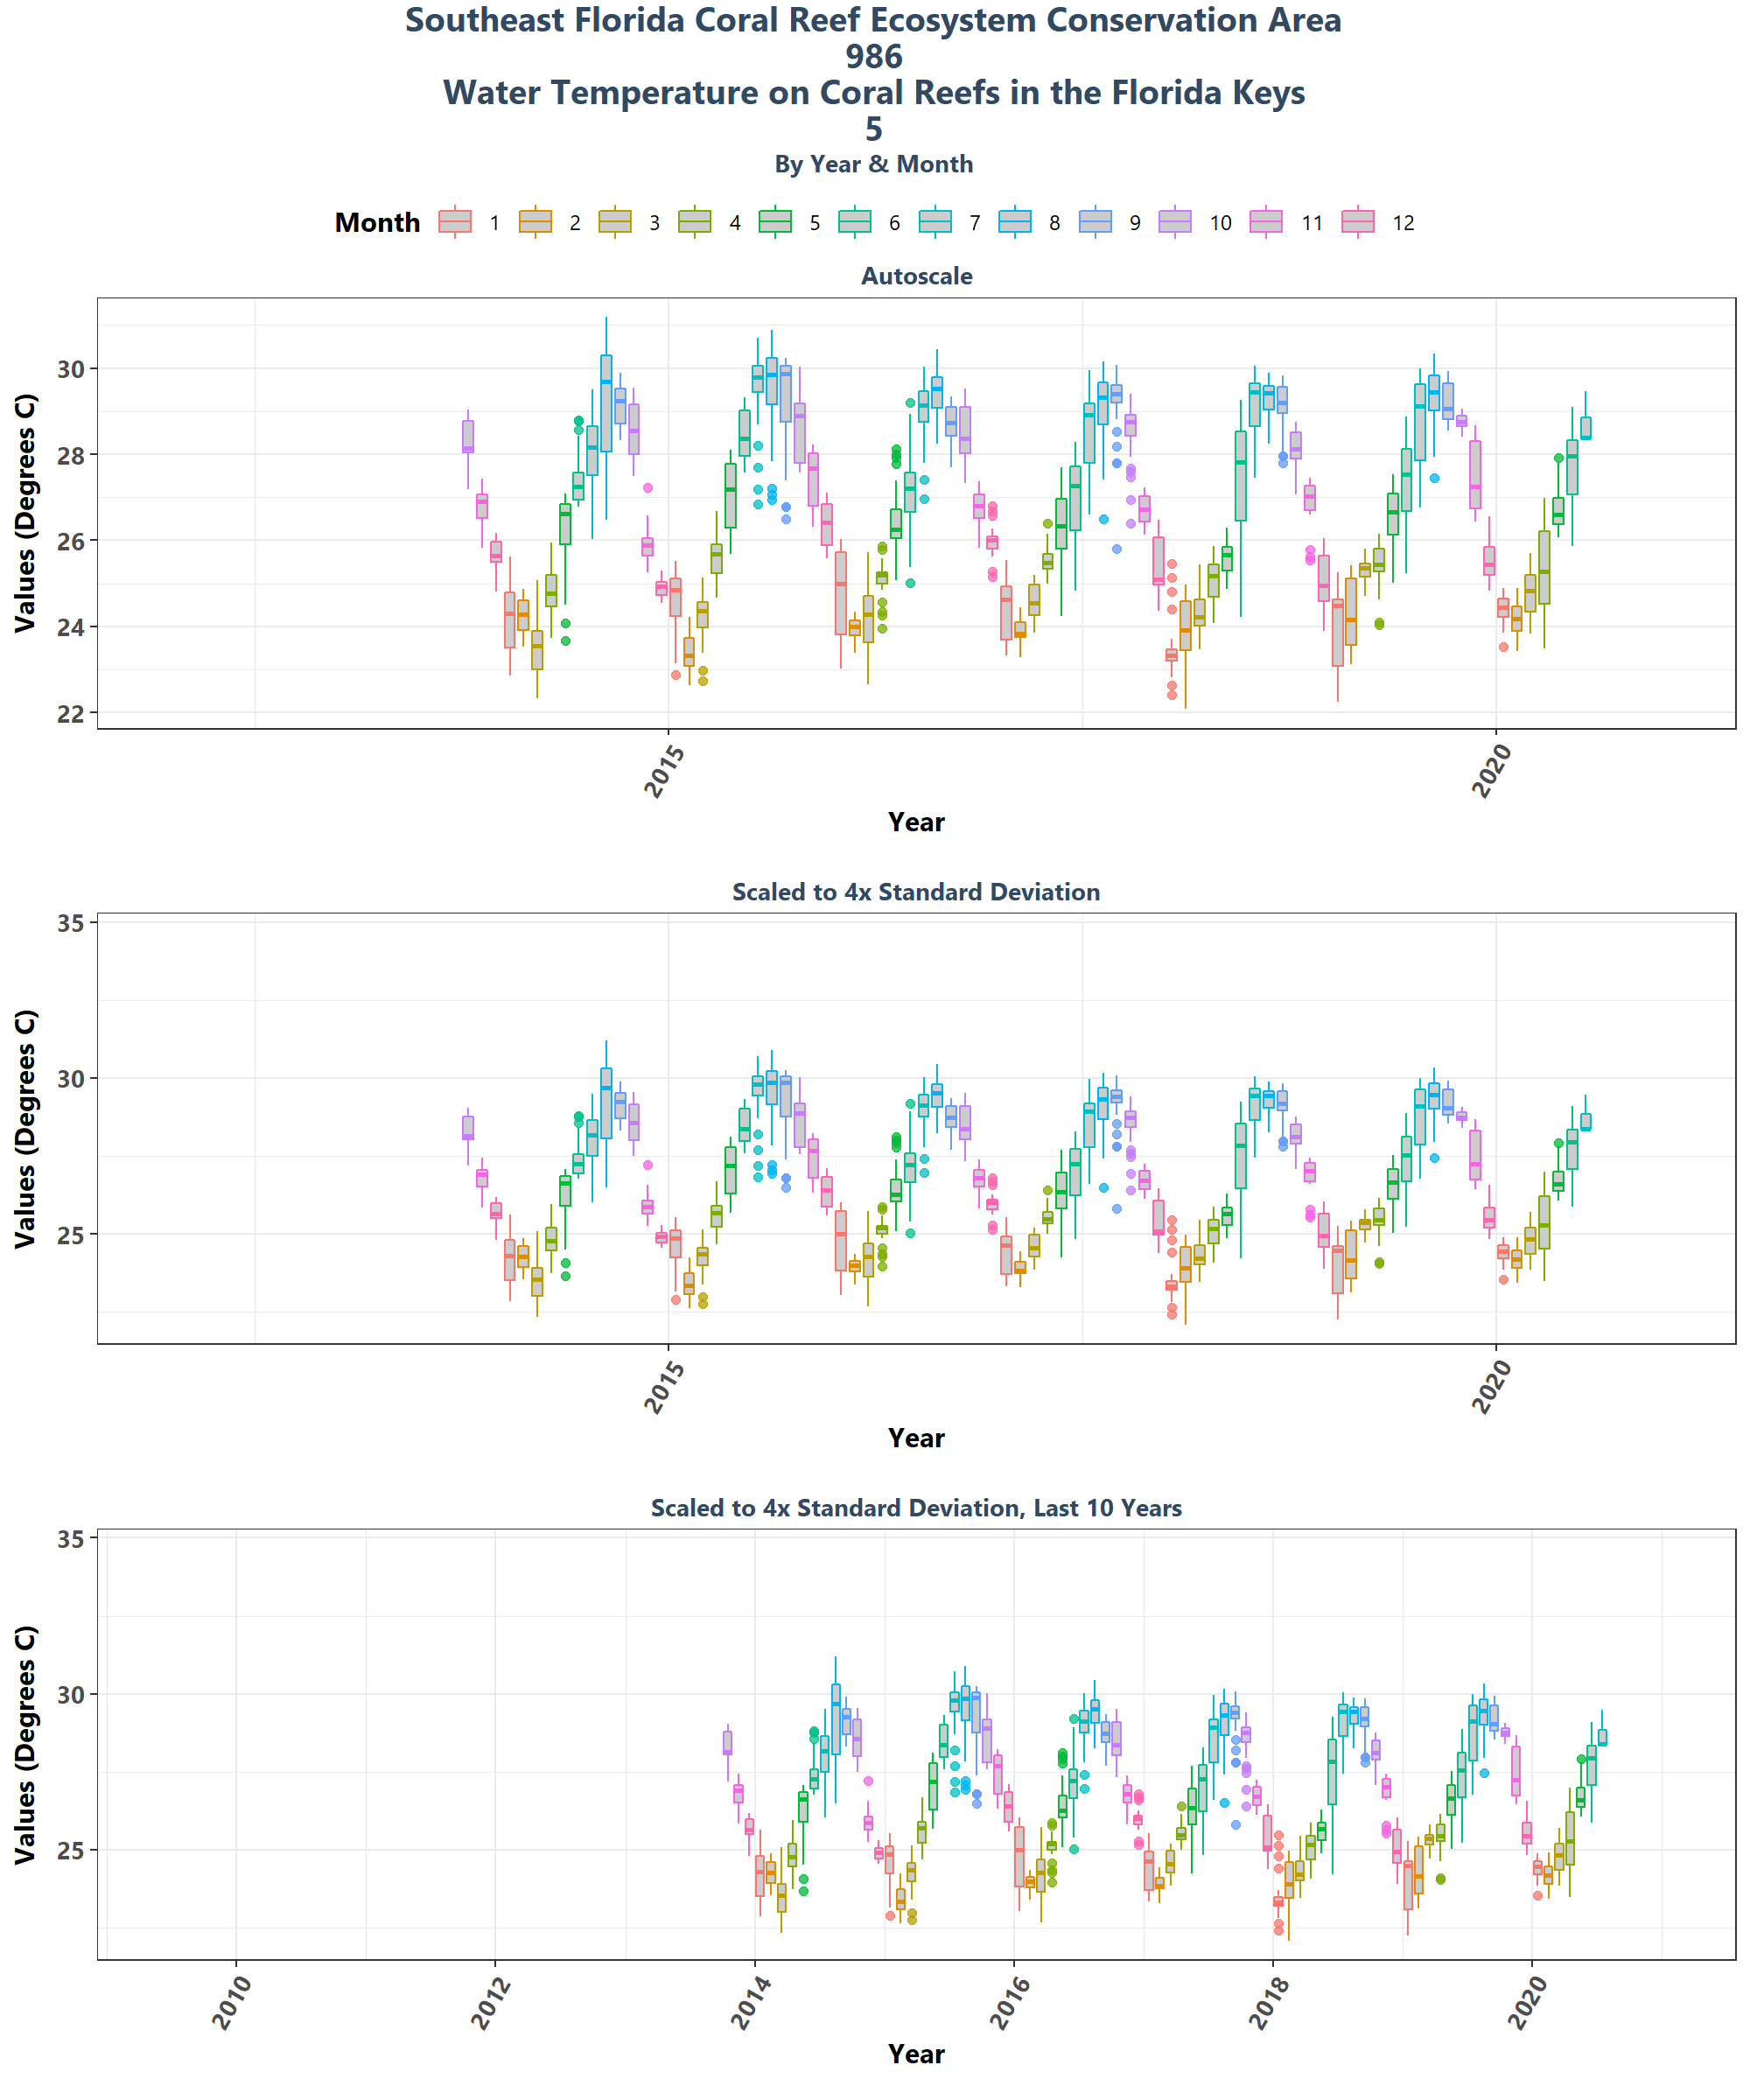 Southeast Florida Coral Reef Ecosystem Conservation Area
986
Water Temperature on Coral Reefs in the Florida Keys
5
By Year & Month
Month 1 2 3 4 5 6 7 8 9 10 11 12
Autoscale
Values (Degrees C)
30
28
26
24
22
2015 2020
Year
Scaled to 4x Standard Deviation
Values (Degrees C)
35
30
25
2015 2020
Year
Scaled to 4x Standard Deviation, Last 10 Years
Values (Degrees C)
35
30
25
2010 2012 2014 2016 2018 2020
Year